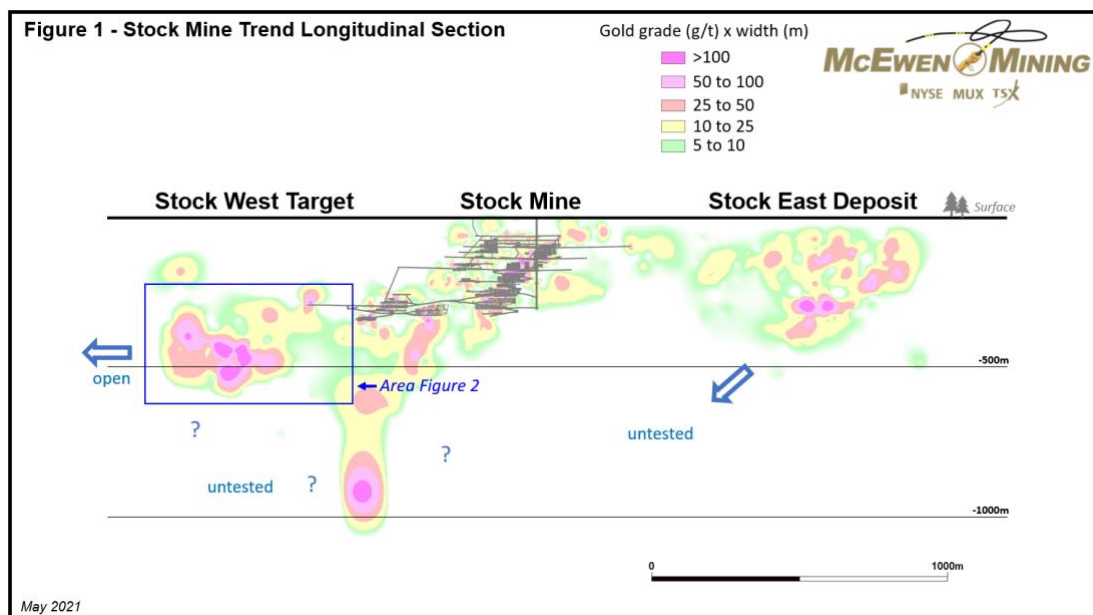 Figure 1 - Stock Mine Trend Longitudinal Section
Gold grade (g/t) x width (m)
>100
50 to 100
25 to 50
10 to 25
5 to 10
MCEWEN MINING
NYSE MUX TSX
Stock West Target
Stock Mine
Stock East Deposit
Surface
-500m
open
Area Figure 2
?
untested
?
?
untested
-1000m
0 1000m
May 2021